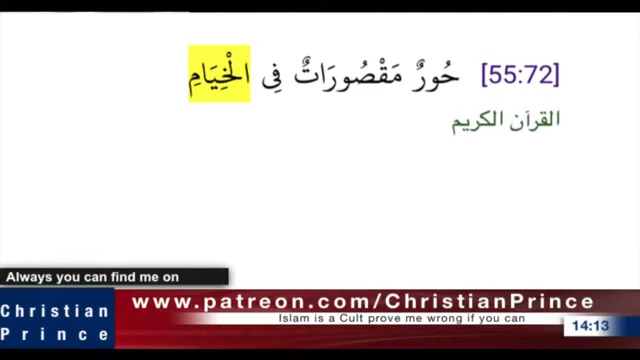 [55:72] حُورٌ مَقْصُورَاتٌ فِى الْخِيَامِ
القرآن الكريم
Always you can find me on
Christian
Prince
www.patreon.com/ChristianPrince
Islam is a Cult prove me wrong if you can
14:13